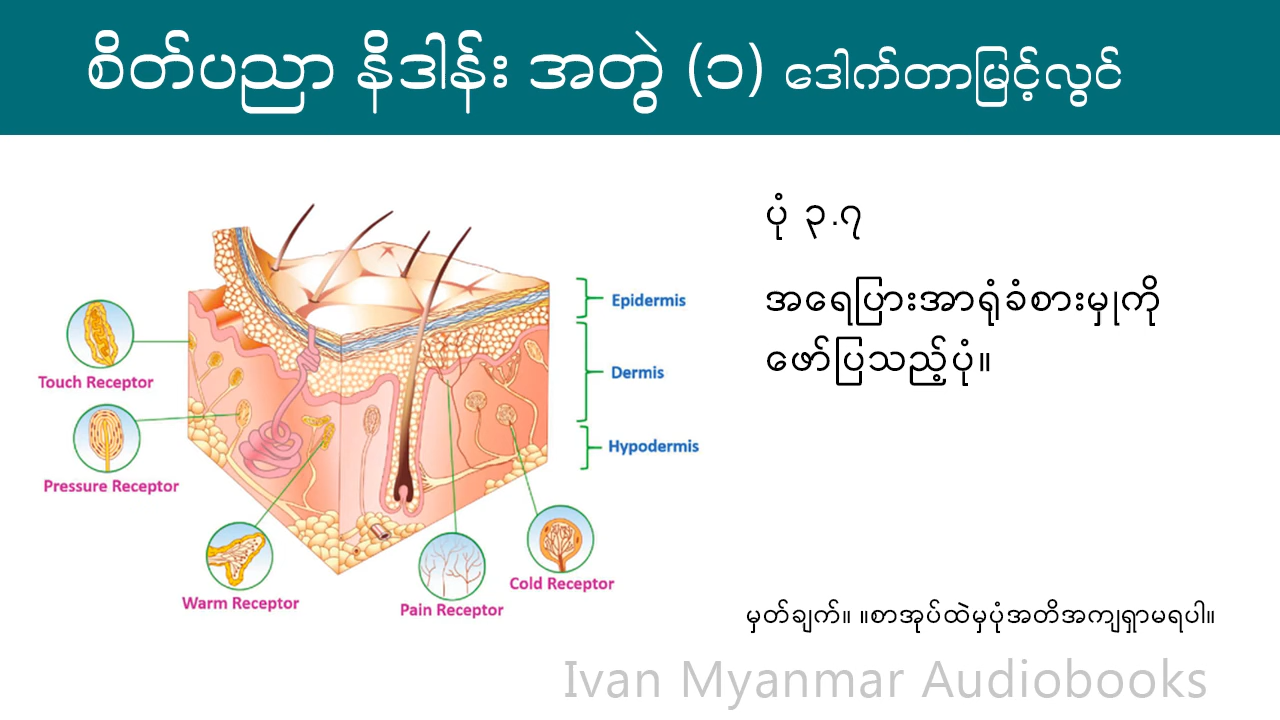 စိတ်ပညာ နိဒါန်း အတွဲ (၁) ဒေါက်တာမြင့်လွင်
ပုံ ၃.၇
အရေပြားအာရုံခံစားမှုကို
ဖော်ပြသည့်ပုံ။
Epidermis
Dermis
Hypodermis
Touch Receptor
Pressure Receptor
Warm Receptor
Pain Receptor
Cold Receptor
မှတ်ချက်။ ။စာအုပ်ထဲမှပုံအတိအကျရှာမရပါ။
Ivan Myanmar Audiobooks